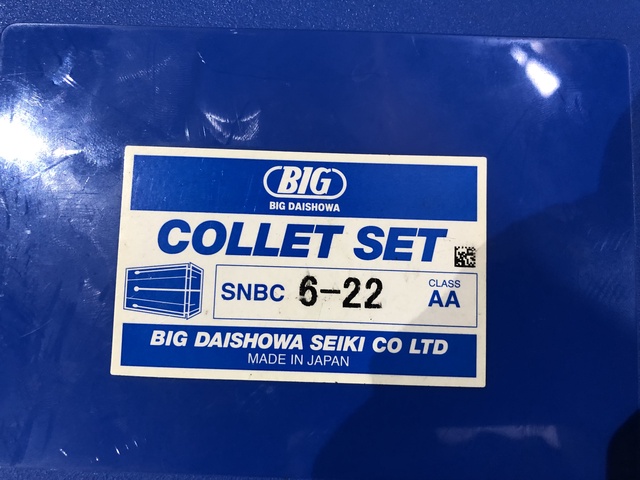 BIG
BIG DAISHOWA
COLLET SET
SNBC 6-22 CLASS AA
BIG DAISHOWA SEIKI CO LTD
MADE IN JAPAN